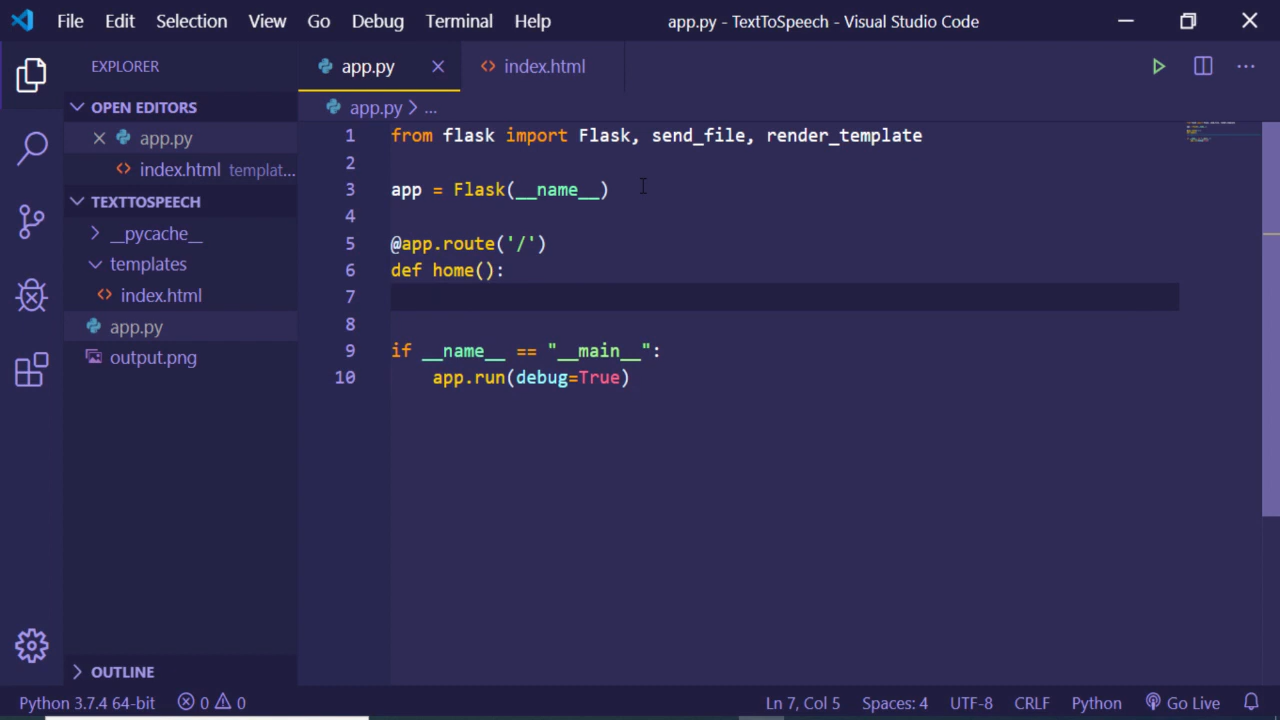 File Edit Selection View Go Debug Terminal Help
app.py - TextToSpeech - Visual Studio Code
EXPLORER
OPEN EDITORS
app.py
index.html templat...
TEXTTOSPEECH
__pycache__
templates
index.html
app.py
output.png
OUTLINE
app.py
index.html
app.py > ...
1 from flask import Flask, send_file, render_template
2
3 app = Flask(__name__)
4
5 @app.route('/')
6 def home():
7
8
9 if __name__ == "__main__":
10 app.run(debug=True)
Python 3.7.4 64-bit 0 0 Ln 7, Col 5 Spaces: 4 UTF-8 CRLF Python Go Live